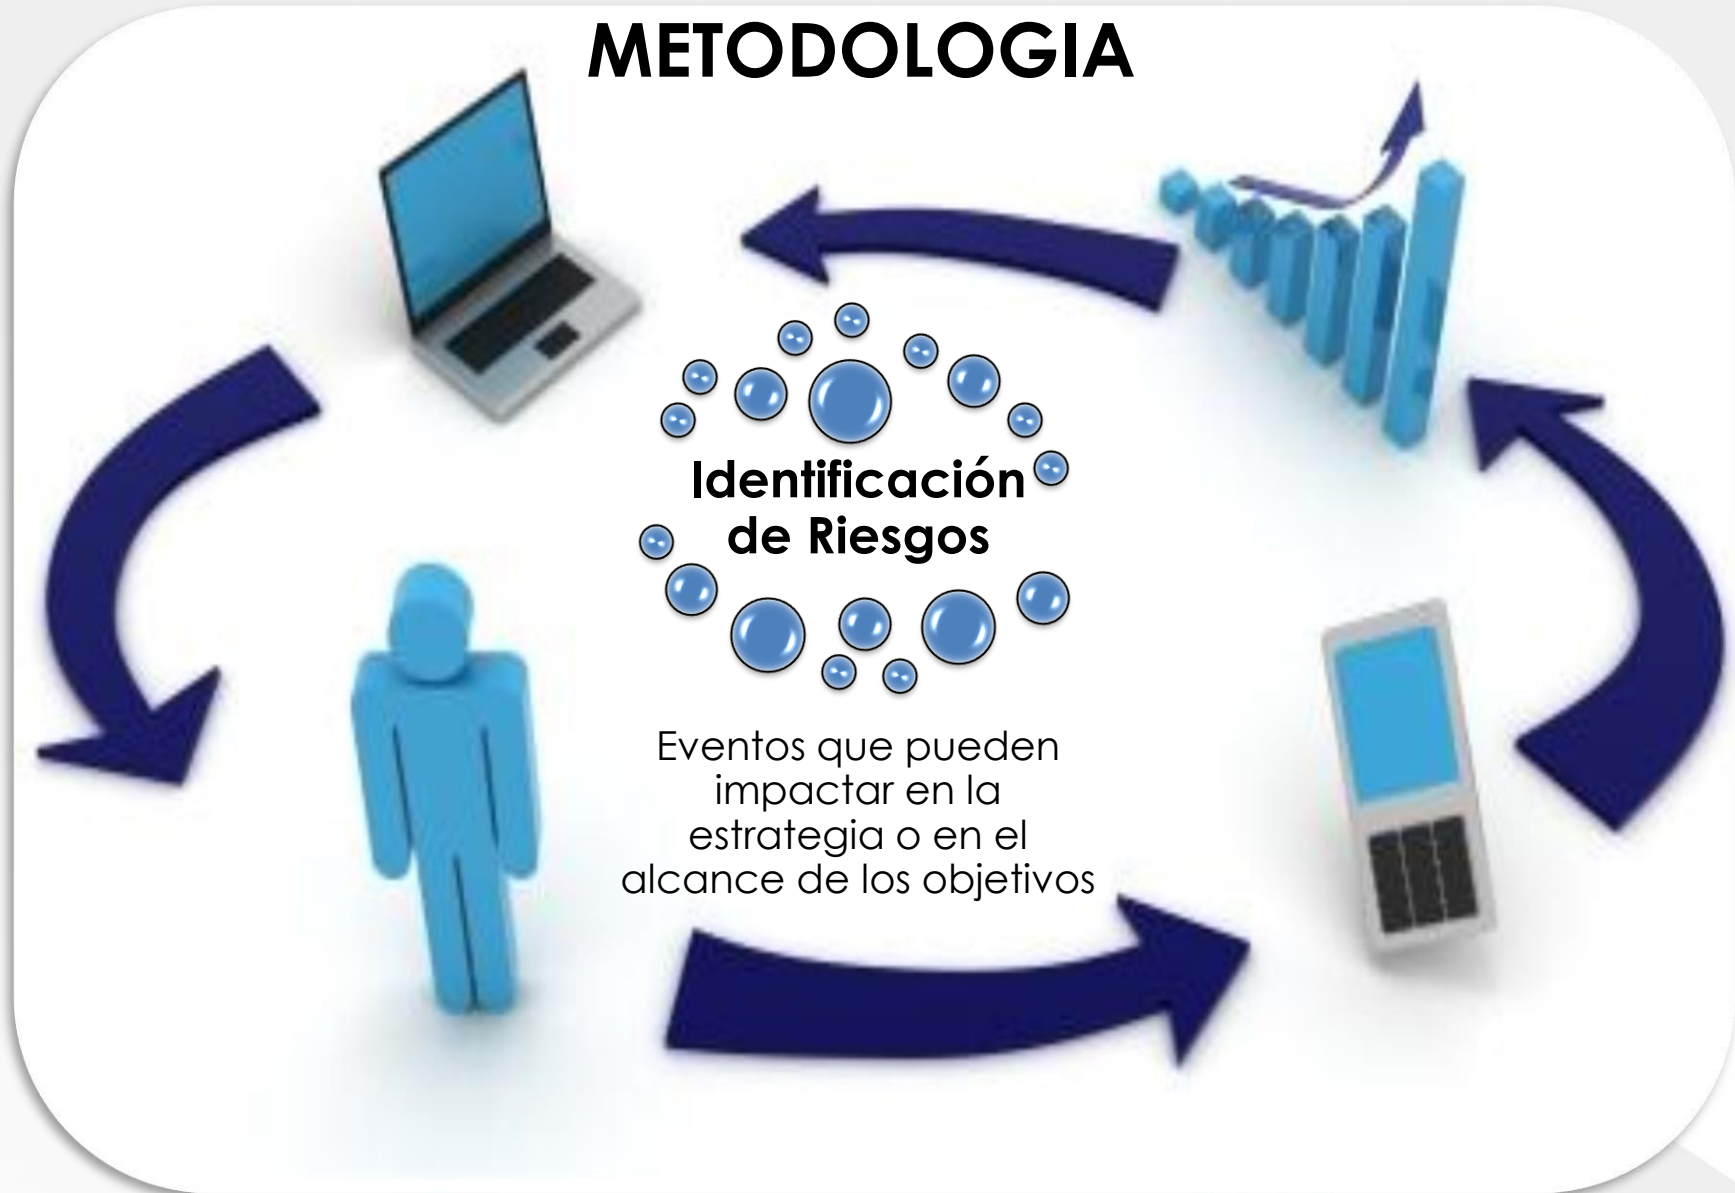 METODOLOGIA
Identificación
de Riesgos
Eventos que pueden
impactar en la
estrategia o en el
alcance de los objetivos